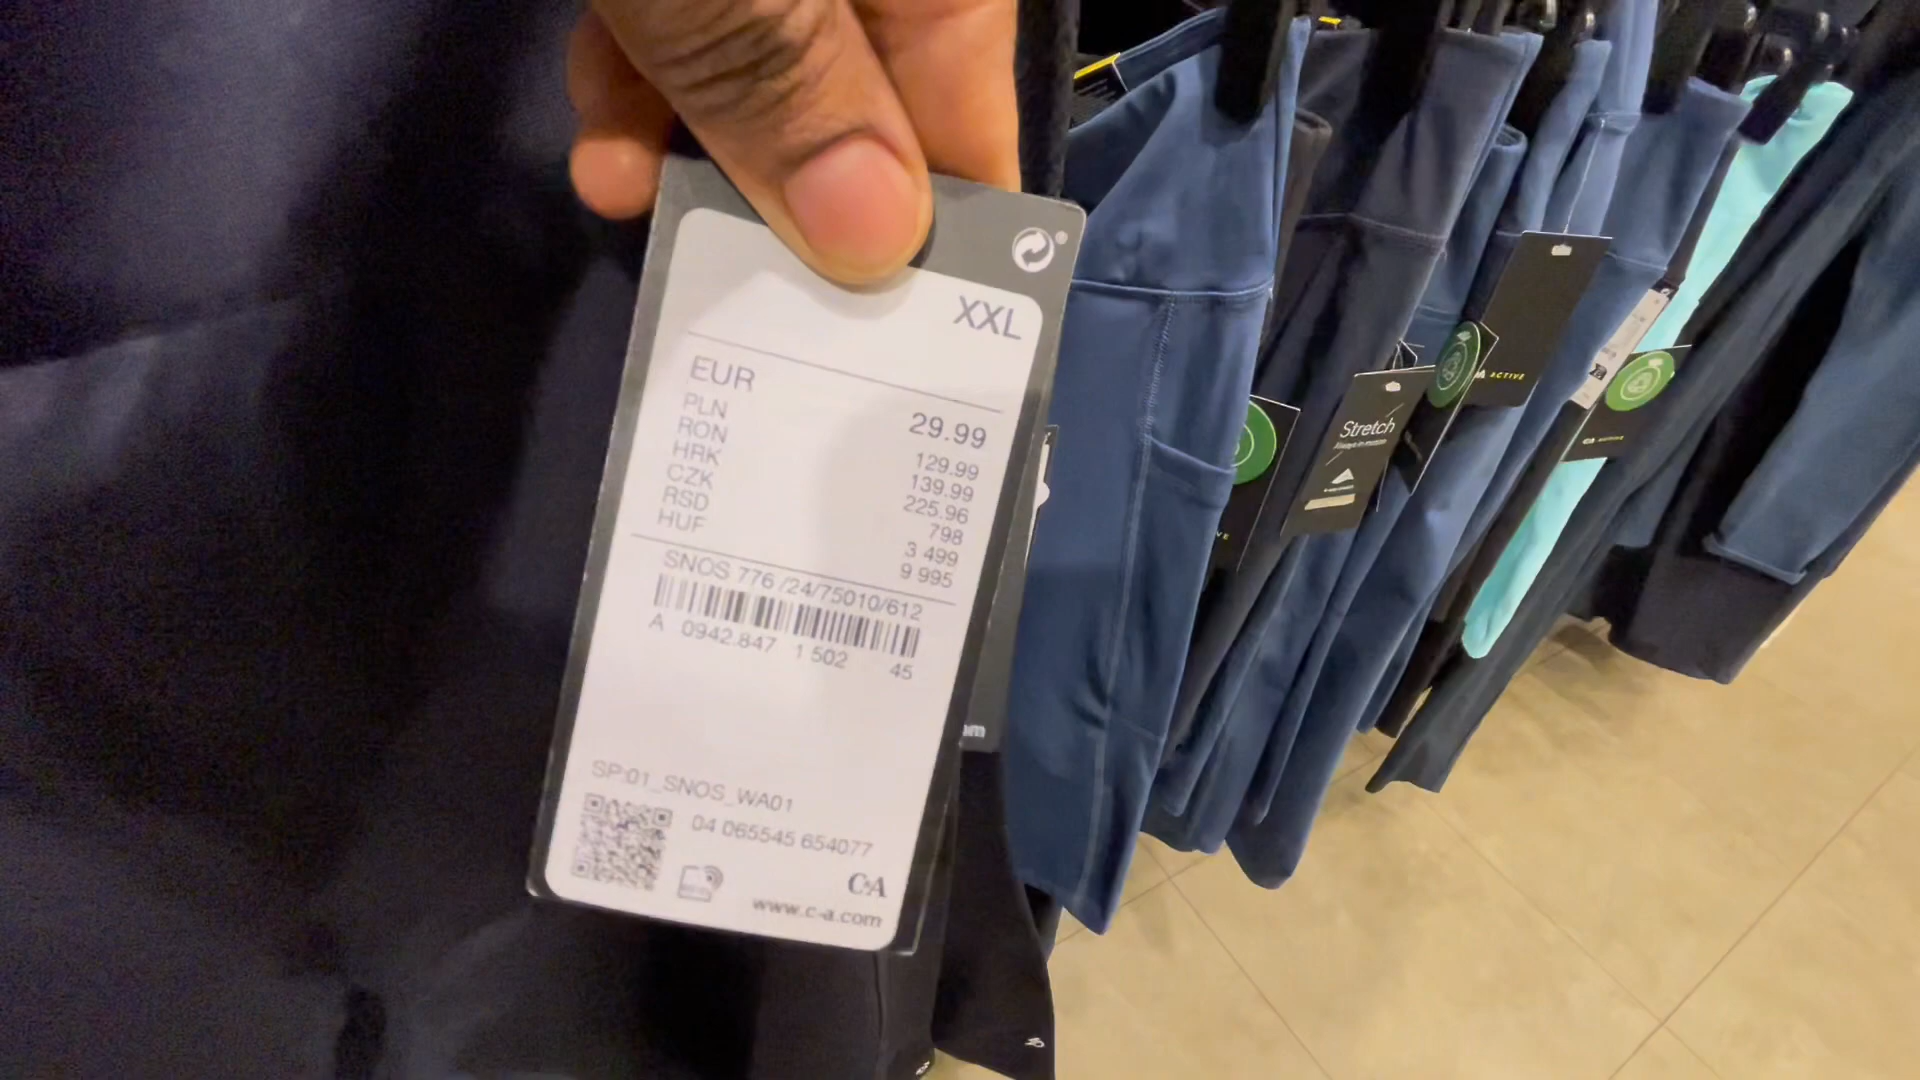 XXL
EUR 29.99
PLN 129.99
RON 139.99
HRK 225.96
CZK 798
RSD 3 499
HUF 9 995
SNOS 776 /24/75010/612
A 0942.847 1 502 45
SP:01_SNOS_WA01
04 065545 654077
C&A
www.c-a.com
Stretch
ACTIVE